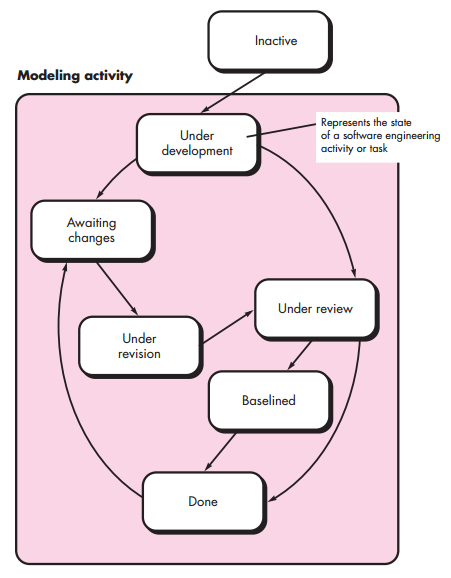 Inactive
Modeling activity
Under
development
Represents the state
of a software engineering
activity or task
Awaiting
changes
Under review
Under
revision
Baselined
Done